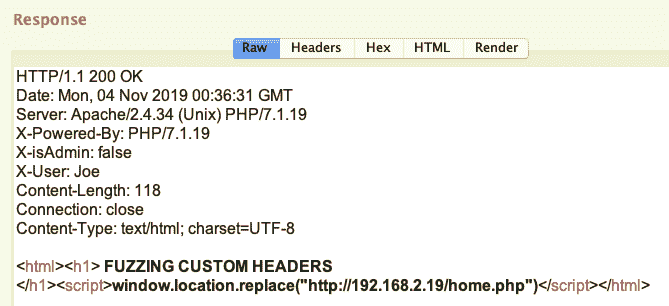 Response
Raw Headers Hex HTML Render
HTTP/1.1 200 OK
Date: Mon, 04 Nov 2019 00:36:31 GMT
Server: Apache/2.4.34 (Unix) PHP/7.1.19
X-Powered-By: PHP/7.1.19
X-isAdmin: false
X-User: Joe
Content-Length: 118
Connection: close
Content-Type: text/html; charset=UTF-8
<html><h1> FUZZING CUSTOM HEADERS
</h1><script>window.location.replace("http://192.168.2.19/home.php")</script></html>